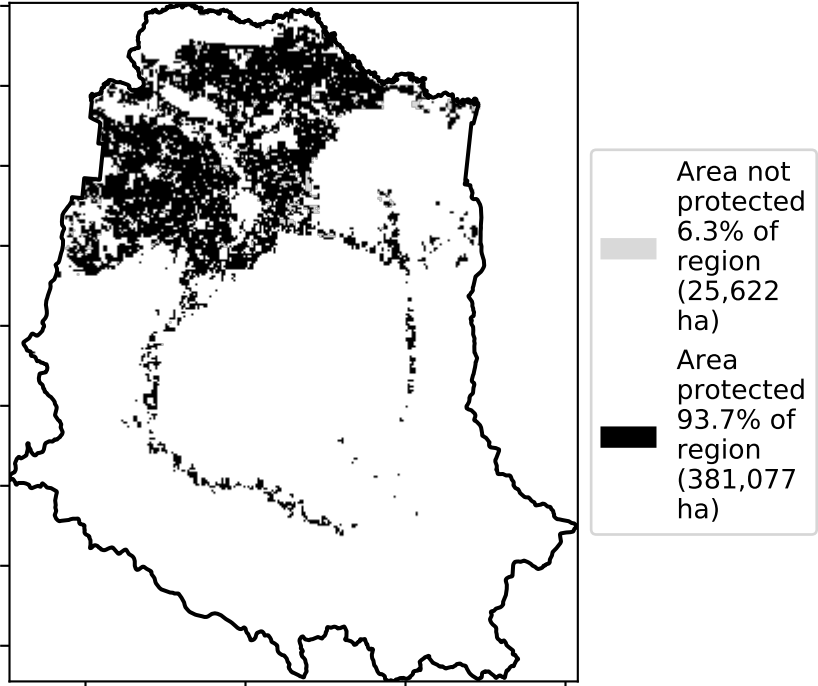 Area not
protected
6.3% of
region
(25,622
ha)
Area
protected
93.7% of
region
(381,077
ha)